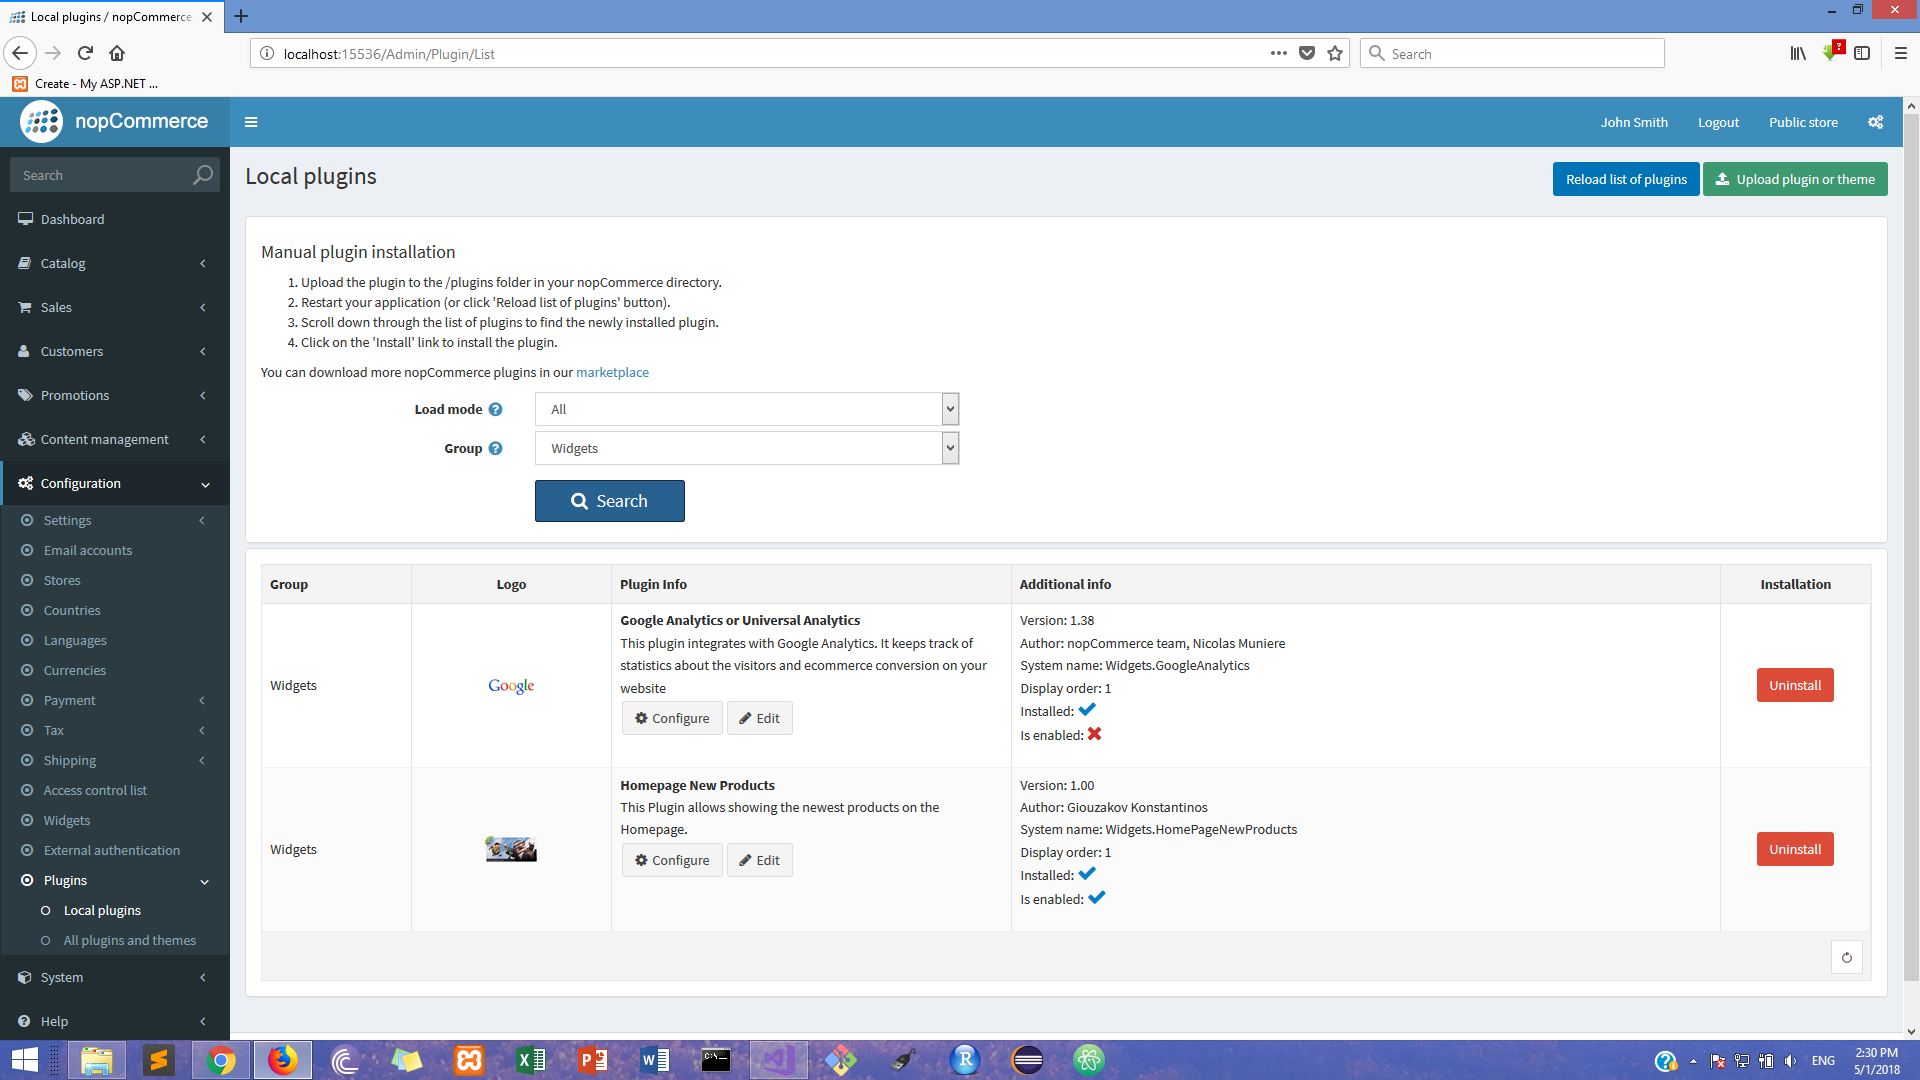 Local plugins / nopCommerce
localhost:15536/Admin/Plugin/List
Search
Create - My ASP.NET ...
nopCommerce
John Smith
Logout
Public store
Search
Dashboard
Catalog
Sales
Customers
Promotions
Content management
Configuration
Settings
Email accounts
Stores
Countries
Languages
Currencies
Payment
Tax
Shipping
Access control list
Widgets
External authentication
Plugins
Local plugins
All plugins and themes
System
Help
Local plugins
Reload list of plugins
Upload plugin or theme
Manual plugin installation
1. Upload the plugin to the /plugins folder in your nopCommerce directory.
2. Restart your application (or click 'Reload list of plugins' button).
3. Scroll down through the list of plugins to find the newly installed plugin.
4. Click on the 'Install' link to install the plugin.
You can download more nopCommerce plugins in our marketplace
Load mode ? All
Group ? Widgets
Search
Group Logo Plugin Info Additional info Installation
Widgets
Google
Google Analytics or Universal Analytics
This plugin integrates with Google Analytics. It keeps track of
statistics about the visitors and ecommerce conversion on your
website
Configure
Edit
Version: 1.38
Author: nopCommerce team, Nicolas Muniere
System name: Widgets.GoogleAnalytics
Display order: 1
Installed:
Is enabled:
Uninstall
Widgets
Homepage New Products
This Plugin allows showing the newest products on the
Homepage.
Configure
Edit
Version: 1.00
Author: Giouzakov Konstantinos
System name: Widgets.HomePageNewProducts
Display order: 1
Installed:
Is enabled:
Uninstall
ENG
2:30 PM
5/1/2018